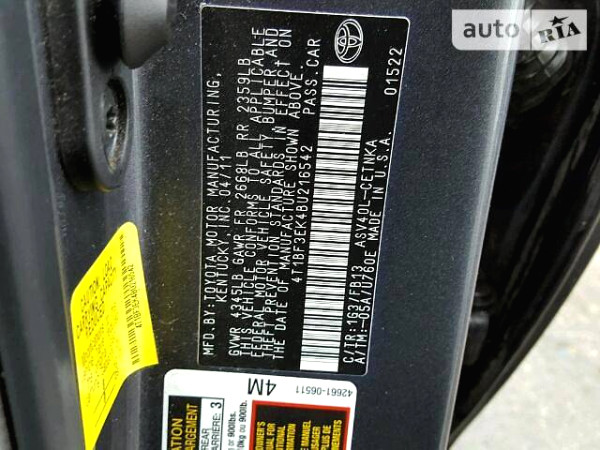 auto RIA
MFD. BY: TOYOTA MOTOR MANUFACTURING,
KENTUCKY, INC. 04/11
GVWR 4345LB GAWR FR 2668LB RR 2359LB
THIS VEHICLE CONFORMS TO ALL APPLICABLE
FEDERAL MOTOR VEHICLE SAFETY, BUMPER AND
THEFT PREVENTION STANDARDS IN EFFECT ON
THE DATE OF MANUFACTURE SHOWN ABOVE.
4T1BF3EK4BU216542 PASS. CAR
C/TR: 1G3/FB13 ASV40L-CETNKA
A/TM: -05A/U760E MADE IN U.S.A.
01522
4M
42661-06511
REAR
ARRIÈRE: 3